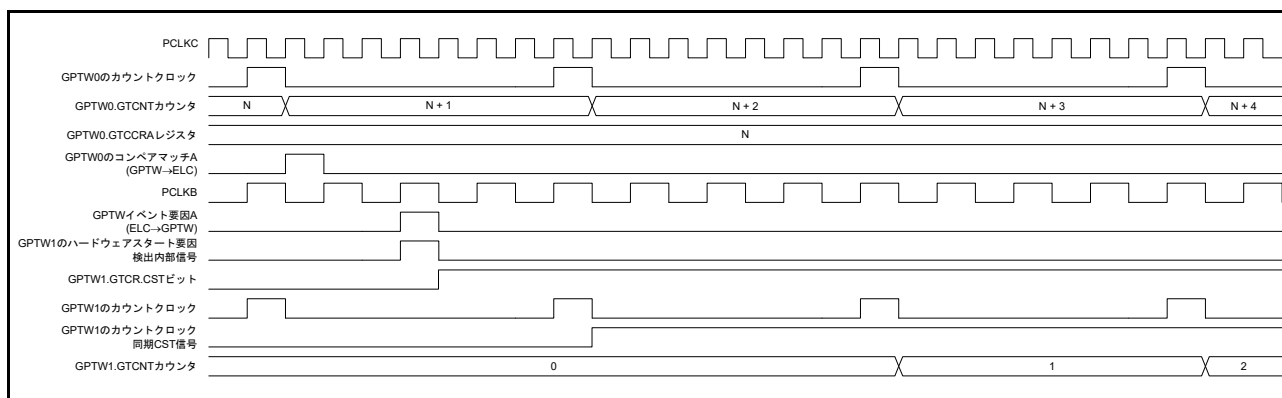 PCLKC
GPTW0のカウントクロック
GPTW0.GTCNTカウンタ
N
N + 1
N + 2
N + 3
N + 4
GPTW0.GTCCRAレジスタ
N
GPTW0のコンペアマッチA
(GPTW→ELC)
PCLKB
GPTWイベント要因A
(ELC→GPTW)
GPTW1のハードウェアスタート要因
検出内部信号
GPTW1.GTCR.CSTビット
GPTW1のカウントクロック
GPTW1のカウントクロック
同期CST信号
GPTW1.GTCNTカウンタ
0
1
2